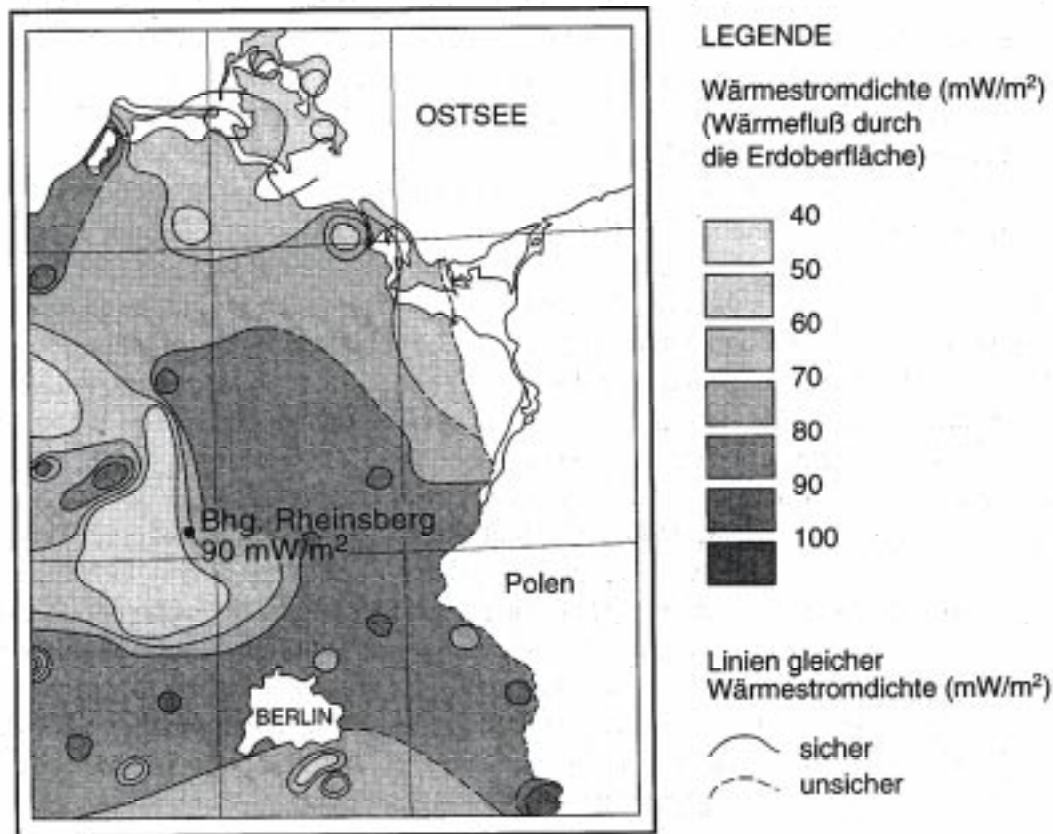 OSTSEE
Bhg. Rheinsberg
90 mW/m²
Polen
BERLIN
LEGENDE
Wärmestromdichte (mW/m²)
(Wärmefluß durch
die Erdoberfläche)
40
50
60
70
80
90
100
Linien gleicher
Wärmestromdichte (mW/m²)
sicher
unsicher